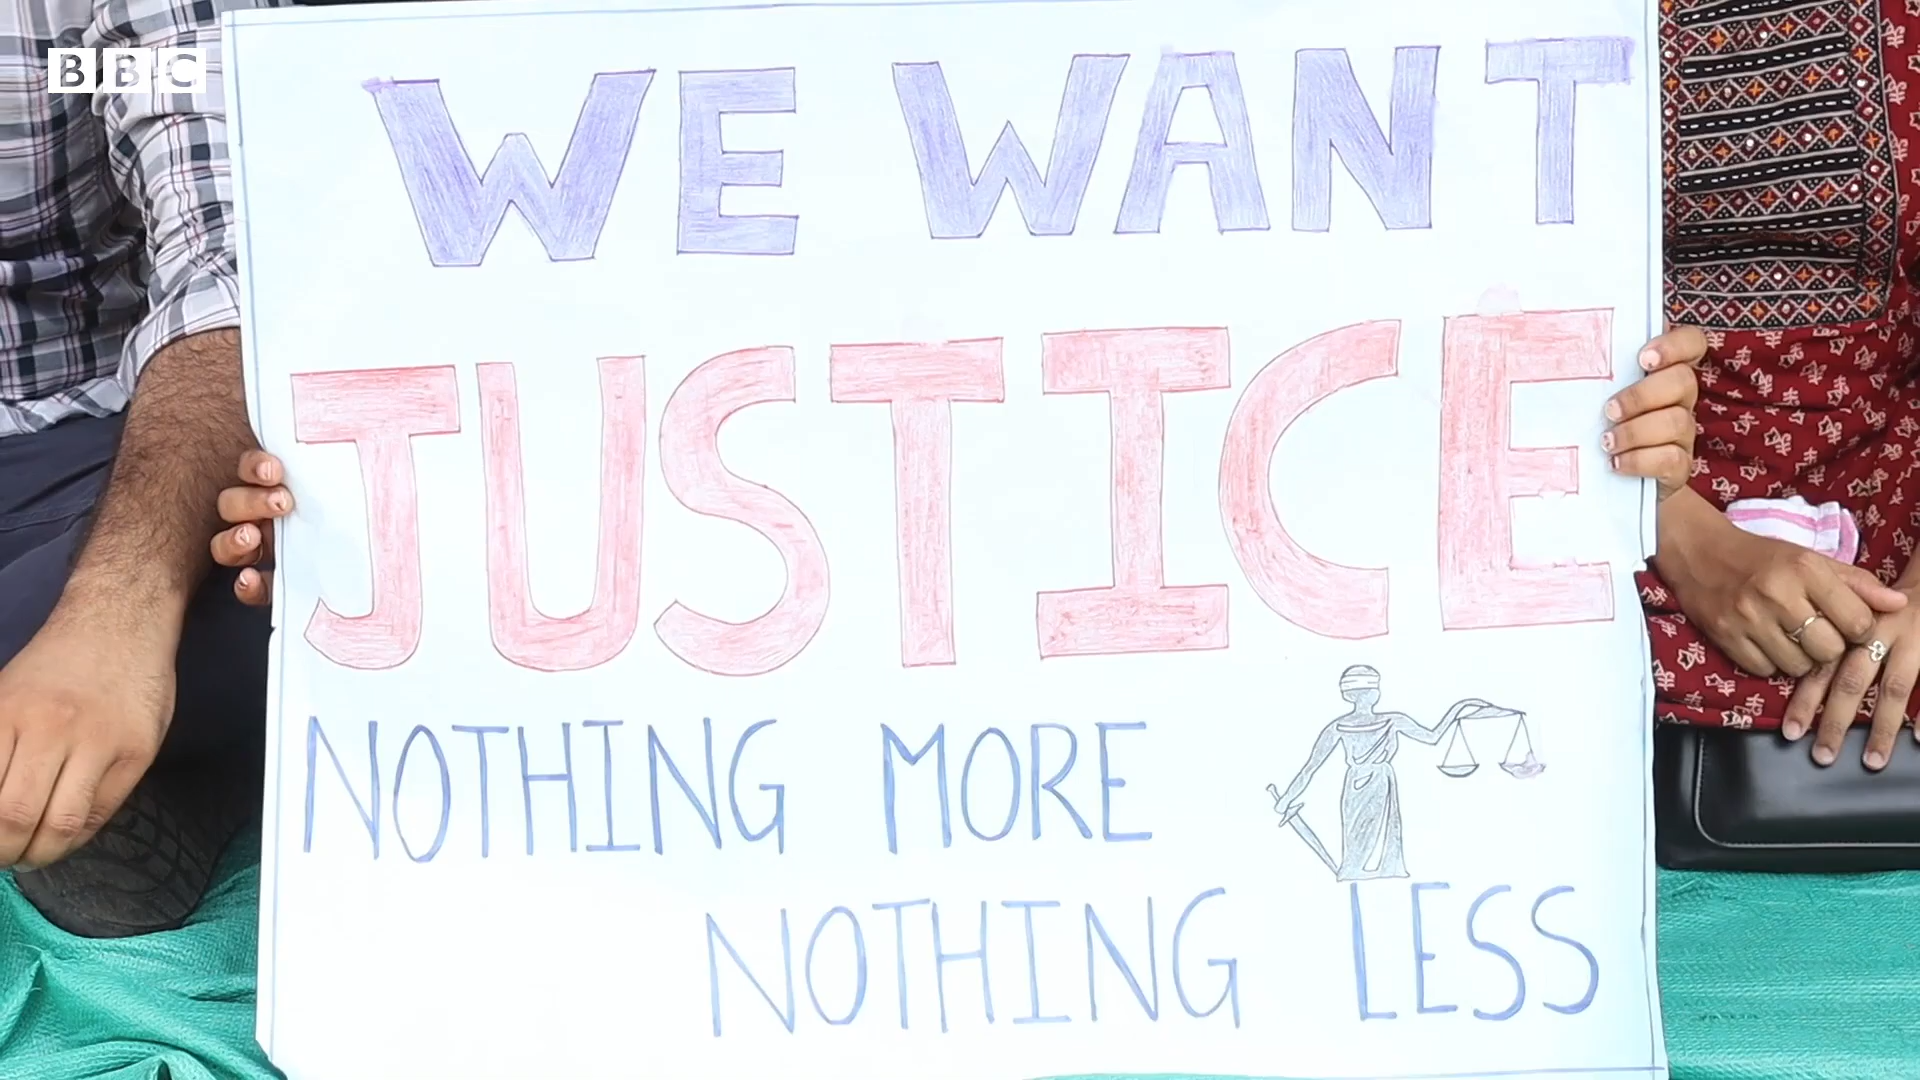 BBC
WE WANT
JUSTICE
NOTHING MORE
NOTHING LESS